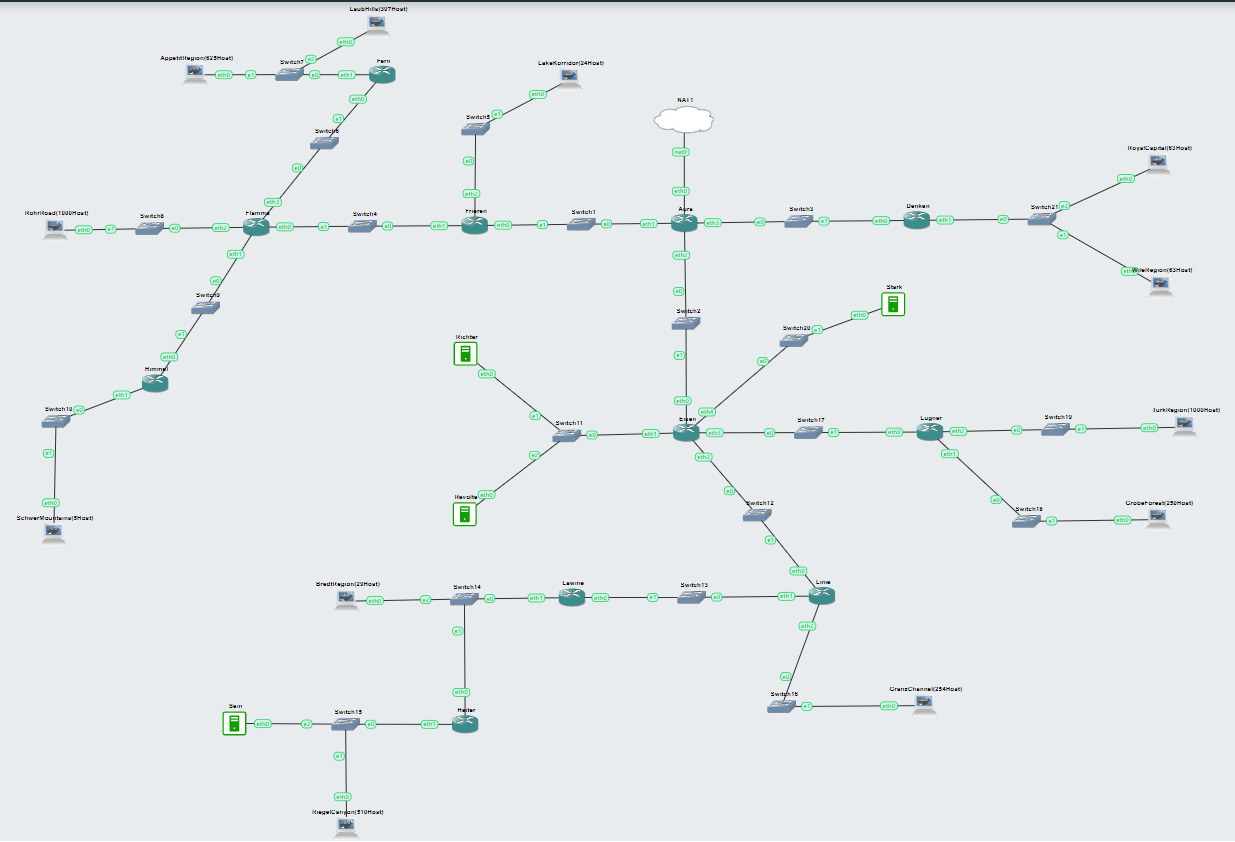 LaubHills(397Host)
eth0
AppetitRegion(625Host)
Switch7
e2
Fern
eth0
e1
e0
eth1
LakeKorridor(24Host)
eth0
eth0
e1
Switch5
e1
NAT1
Switch6
e0
nat0
RoyalCapital(63Host)
e0
eth0
eth3
eth2
eth0
RohrRoad(1000Host)
Switch8
Flamme
Switch4
Frieren
Switch1
Aura
Switch3
Denken
Switch21
e2
eth0
e1
e0
eth2
eth0
e1
e0
eth1
eth0
e1
e0
eth1
eth3
e0
e1
eth0
eth1
e0
e1
eth1
eth2
eth0
WilleRegion(63Host)
e0
Switch9
e0
Stark
Switch2
Switch20
e1
eth0
e1
Richter
e1
eth0
Himmel
e0
eth0
eth1
Switch10
e0
eth0
eth4
e1
Switch11
Eisen
Switch17
Lugner
Switch19
TurkRegion(1000Host)
e0
eth1
eth3
e0
e1
eth0
eth2
e0
e1
eth0
e1
e2
eth2
eth1
Revolte
eth0
e0
e0
eth0
Switch12
Switch18
GrobeForest(250Host)
SchwerMountains(5Host)
e1
eth0
e1
eth0
BredtRegion(29Host)
Switch14
Lawine
Switch13
Linie
eth0
e2
e0
eth1
eth0
e1
e0
eth1
e1
eth2
e0
eth0
Switch16
GranzChannel(254Host)
e1
eth0
Sein
Switch15
Heiter
eth0
e2
e0
eth1
e1
eth0
RiegelCanyon(510Host)